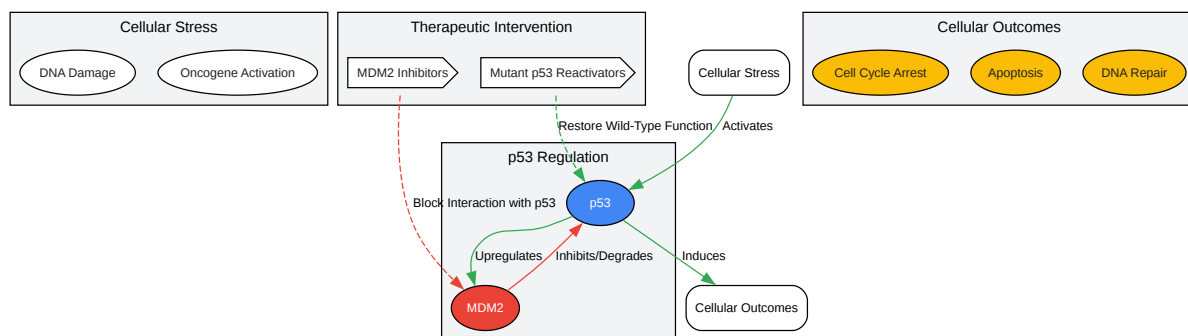 Cellular Stress
Therapeutic Intervention
Cellular Outcomes
DNA Damage
Oncogene Activation
MDM2 Inhibitors
Mutant p53 Reactivators
Cellular Stress
Cell Cycle Arrest
Apoptosis
DNA Repair
Restore Wild-Type Function
Activates
p53 Regulation
p53
Block Interaction with p53
Upregulates
Inhibits/Degrades
Induces
MDM2
Cellular Outcomes